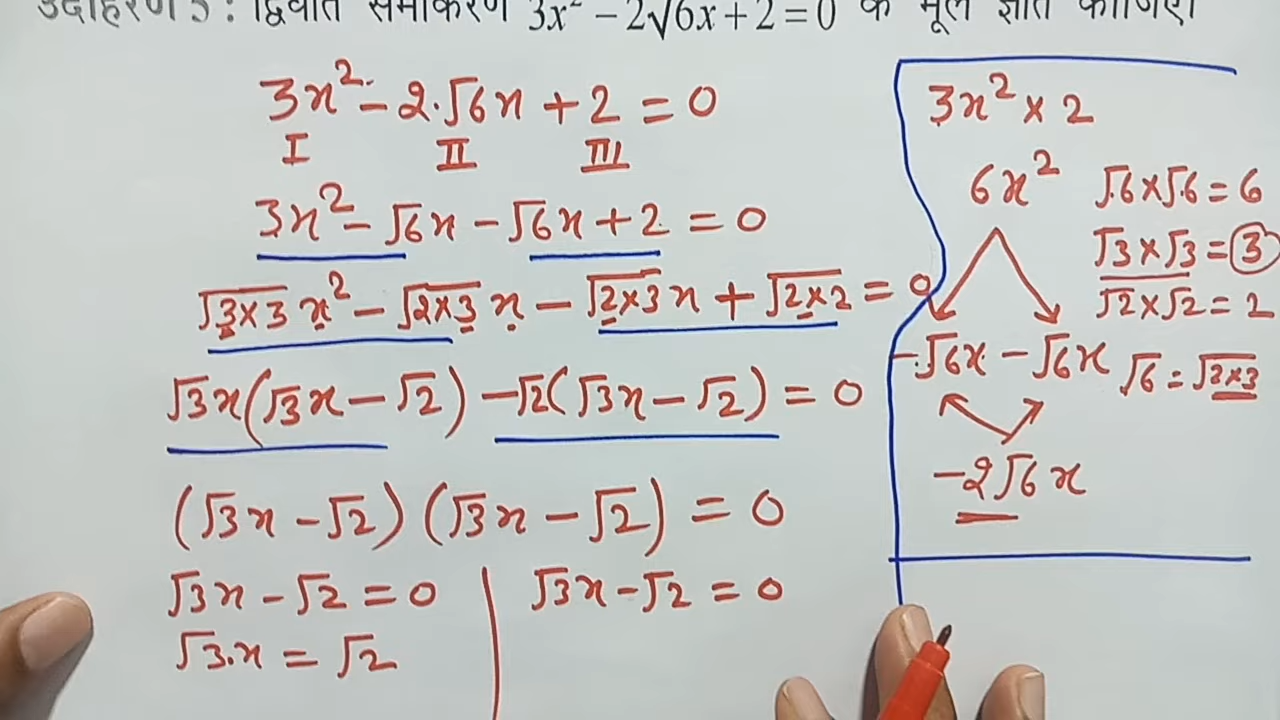 उदाहरण 5 : द्विघात समीकरण 3x² − 2√6x + 2 = 0 के मूल ज्ञात कीजिए।
3x² − 2·√6x + 2 = 0
I II III
3x² − √6x − √6x + 2 = 0
√3×3 x² − √2×3 x − √2×3 x + √2×2 = 0
√3x(√3x − √2) − √2(√3x − √2) = 0
(√3x − √2)(√3x − √2) = 0
√3x − √2 = 0 √3x − √2 = 0
√3·x = √2
3x² × 2
6x² √6×√6 = 6
√3×√3 = 3
√2×√2 = 2
−√6x − √6x √6 = √2×3
−2√6x